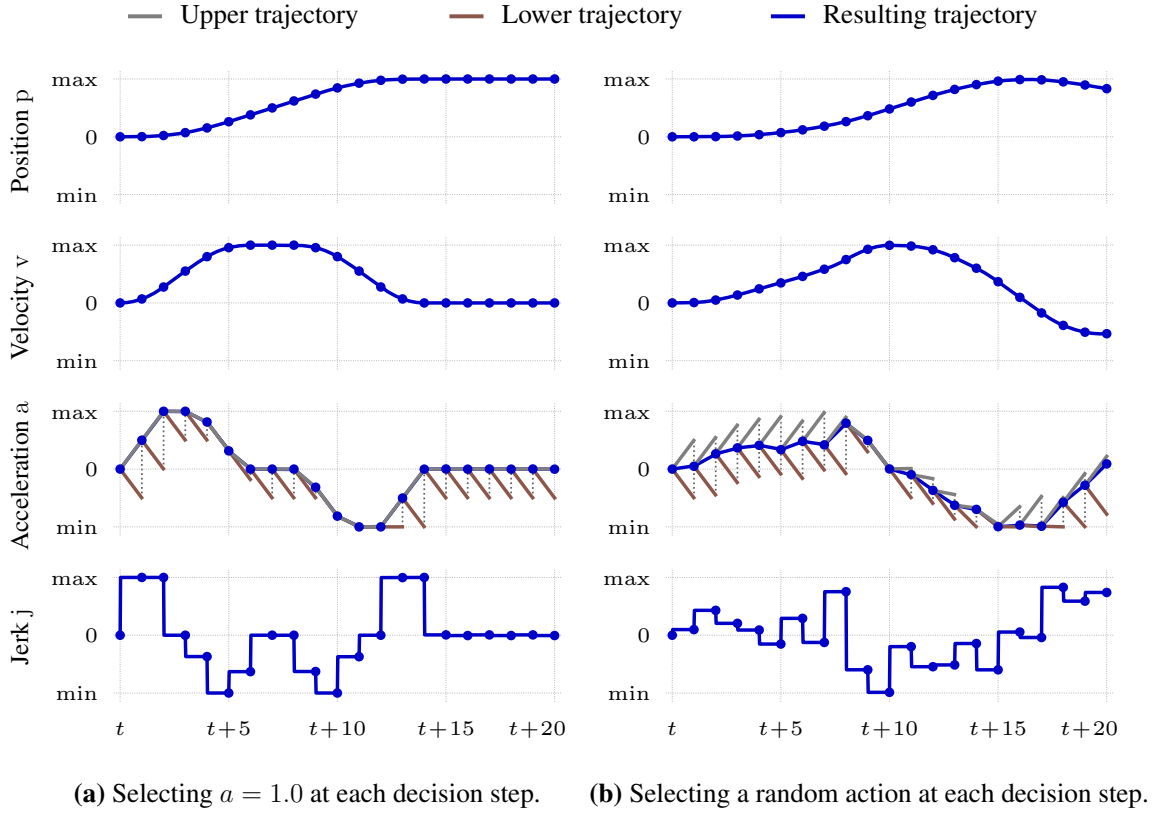 Upper trajectory Lower trajectory Resulting trajectory
Position p
max
0
min
max
0
min
Velocity v
max
0
min
max
0
min
Acceleration a
max
0
min
max
0
min
Jerk j
max
0
min
max
0
min
t t+5 t+10 t+15 t+20
t t+5 t+10 t+15 t+20
(a) Selecting a = 1.0 at each decision step.
(b) Selecting a random action at each decision step.